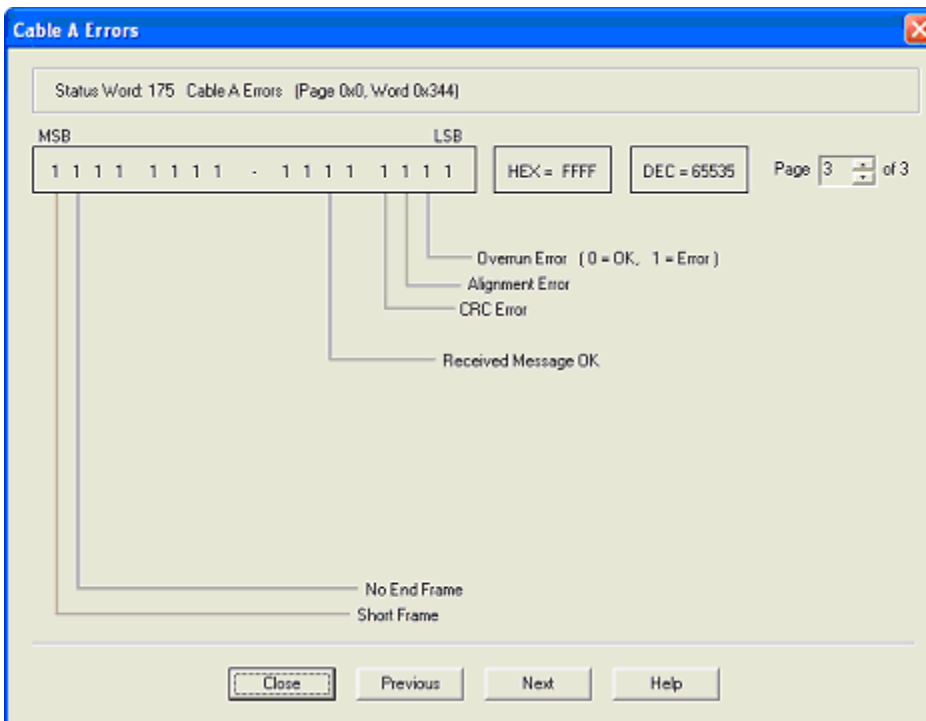 Cable A Errors
Status Word: 175 Cable A Errors (Page 0x0, Word 0x344)
MSB LSB
1 1 1 1 1 1 1 1 - 1 1 1 1 1 1 1 1 HEX = FFFF DEC = 65535 Page 3 of 3
Overrun Error ( 0 = OK, 1 = Error )
Alignment Error
CRC Error
Received Message OK
No End Frame
Short Frame
Close Previous Next Help